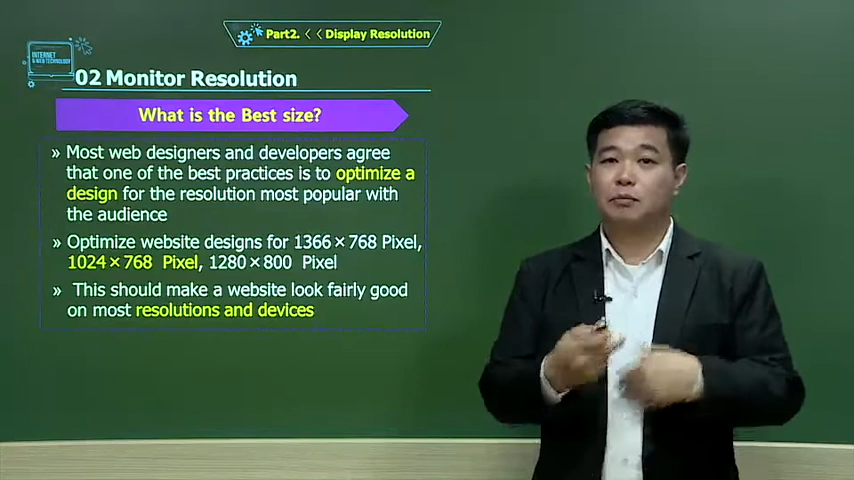 Part2. 〈〈 Display Resolution
INTERNET
& WEB TECHNOLOGY
02 Monitor Resolution
What is the Best size?
» Most web designers and developers agree
that one of the best practices is to optimize a
design for the resolution most popular with
the audience
» Optimize website designs for 1366×768 Pixel,
1024×768 Pixel, 1280×800 Pixel
» This should make a website look fairly good
on most resolutions and devices